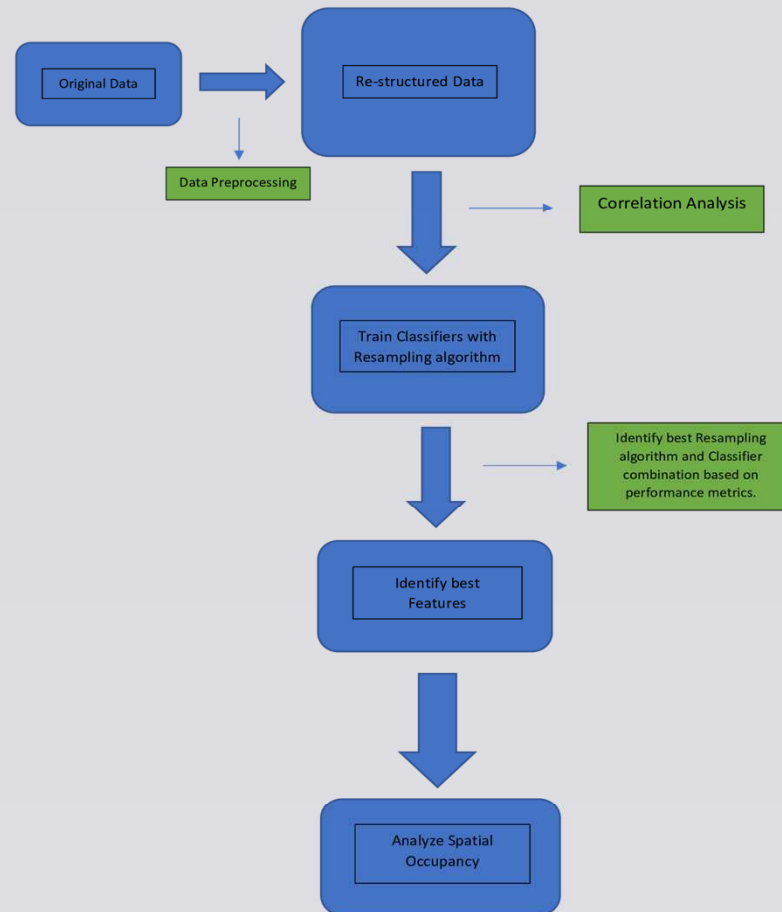 Original Data
Re-structured Data
Data Preprocessing
Correlation Analysis
Train Classifiers with
Resampling algorithm
Identify best Resampling
algorithm and Classifier
combination based on
performance metrics.
Identify best
Features
Analyze Spatial
Occupancy